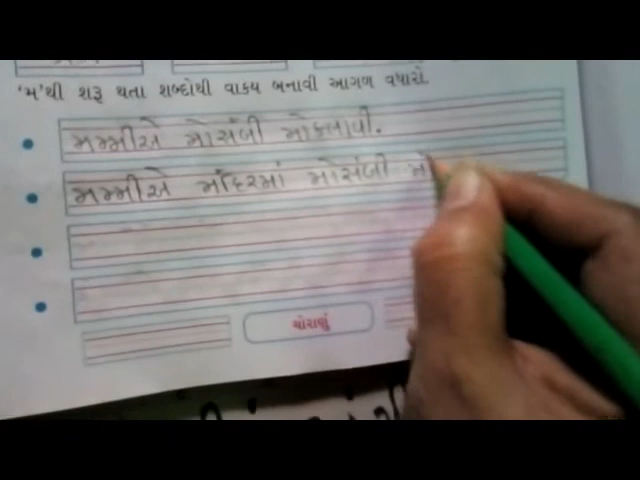 'મ'થી શરૂ થતા શબ્દોથી વાક્ય બનાવી આગળ વધારો.
મમ્મીએ મોસંબી મોકલાવી.
મમ્મીએ મંદિરમાં મોસંબી મો
ચોરાણું